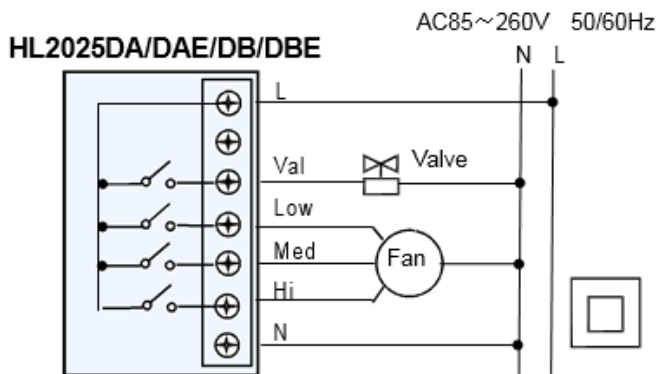 AC85～260V 50/60Hz
HL2025DA/DAE/DB/DBE
N L
L
Val
Valve
Low
Med
Fan
Hi
N